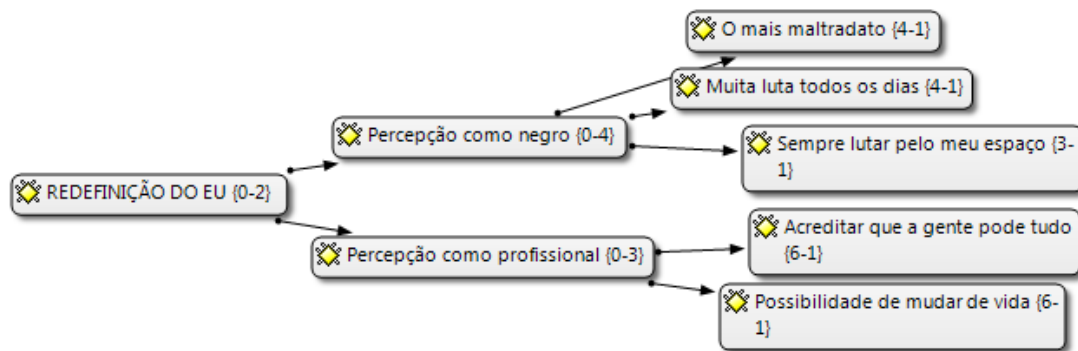 O mais maltradato {4-1}
Muita luta todos os dias {4-1}
Percepção como negro {0-4}
Sempre lutar pelo meu espaço {3-
1}
REDEFINIÇÃO DO EU {0-2}
Acreditar que a gente pode tudo
{6-1}
Percepção como profissional {0-3}
Possibilidade de mudar de vida {6-
1}